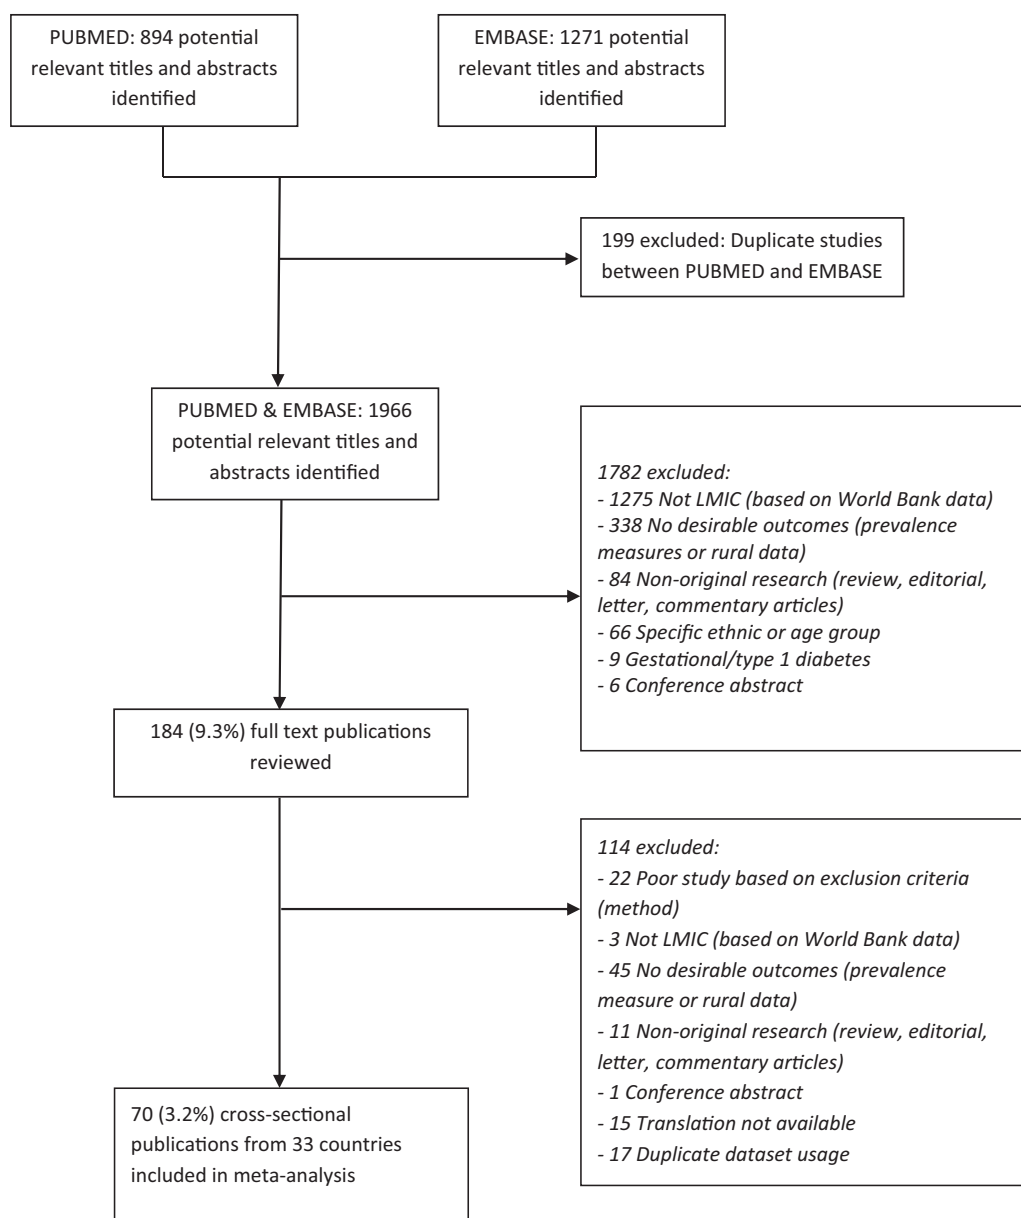 PUBMED: 894 potential
relevant titles and abstracts
identified
EMBASE: 1271 potential
relevant titles and abstracts
identified
199 excluded: Duplicate studies
between PUBMED and EMBASE
PUBMED & EMBASE: 1966
potential relevant titles and
abstracts identified
1782 excluded:
- 1275 Not LMIC (based on World Bank data)
- 338 No desirable outcomes (prevalence
measures or rural data)
- 84 Non-original research (review, editorial,
letter, commentary articles)
- 66 Specific ethnic or age group
- 9 Gestational/type 1 diabetes
- 6 Conference abstract
184 (9.3%) full text publications
reviewed
114 excluded:
- 22 Poor study based on exclusion criteria
(method)
- 3 Not LMIC (based on World Bank data)
- 45 No desirable outcomes (prevalence
measure or rural data)
- 11 Non-original research (review, editorial,
letter, commentary articles)
- 1 Conference abstract
- 15 Translation not available
- 17 Duplicate dataset usage
70 (3.2%) cross-sectional
publications from 33 countries
included in meta-analysis